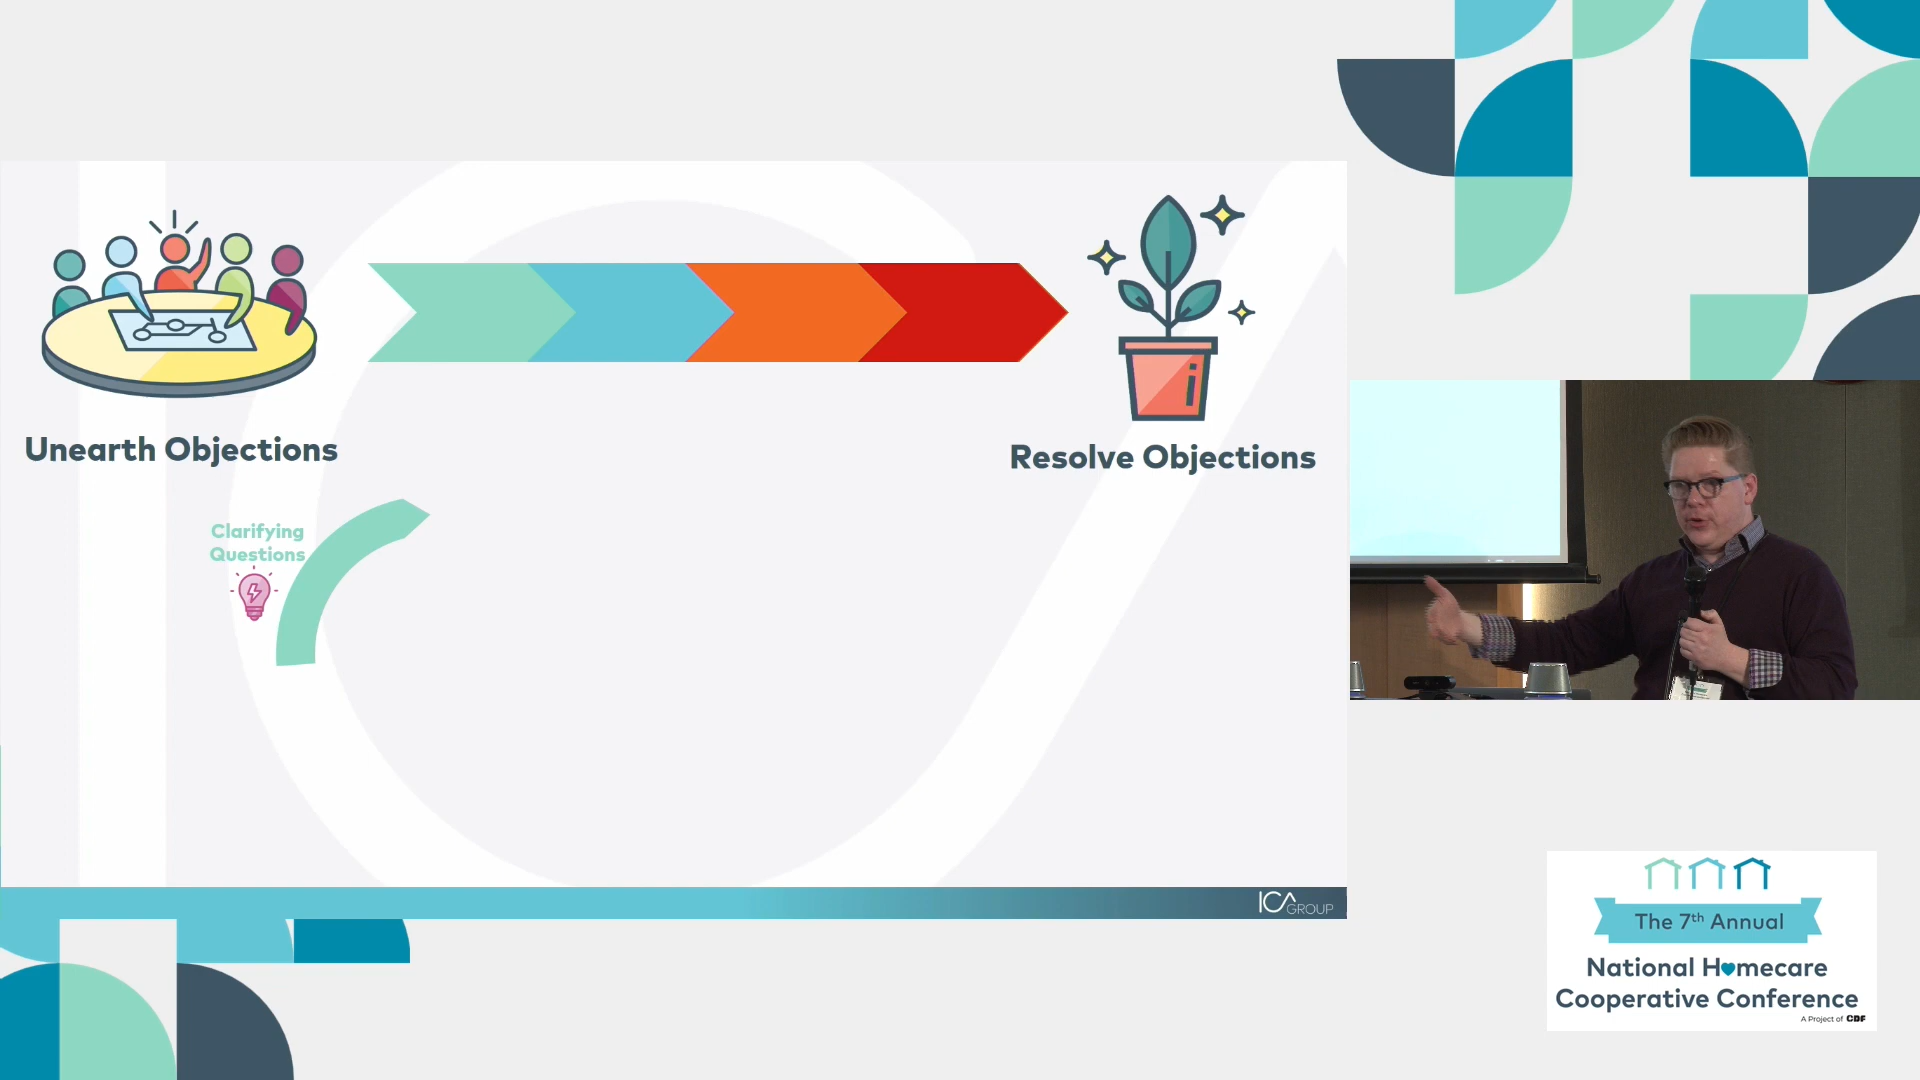 Unearth Objections
Resolve Objections
Clarifying
Questions
ICA GROUP
The 7th Annual
National Homecare
Cooperative Conference
A Project of CDF